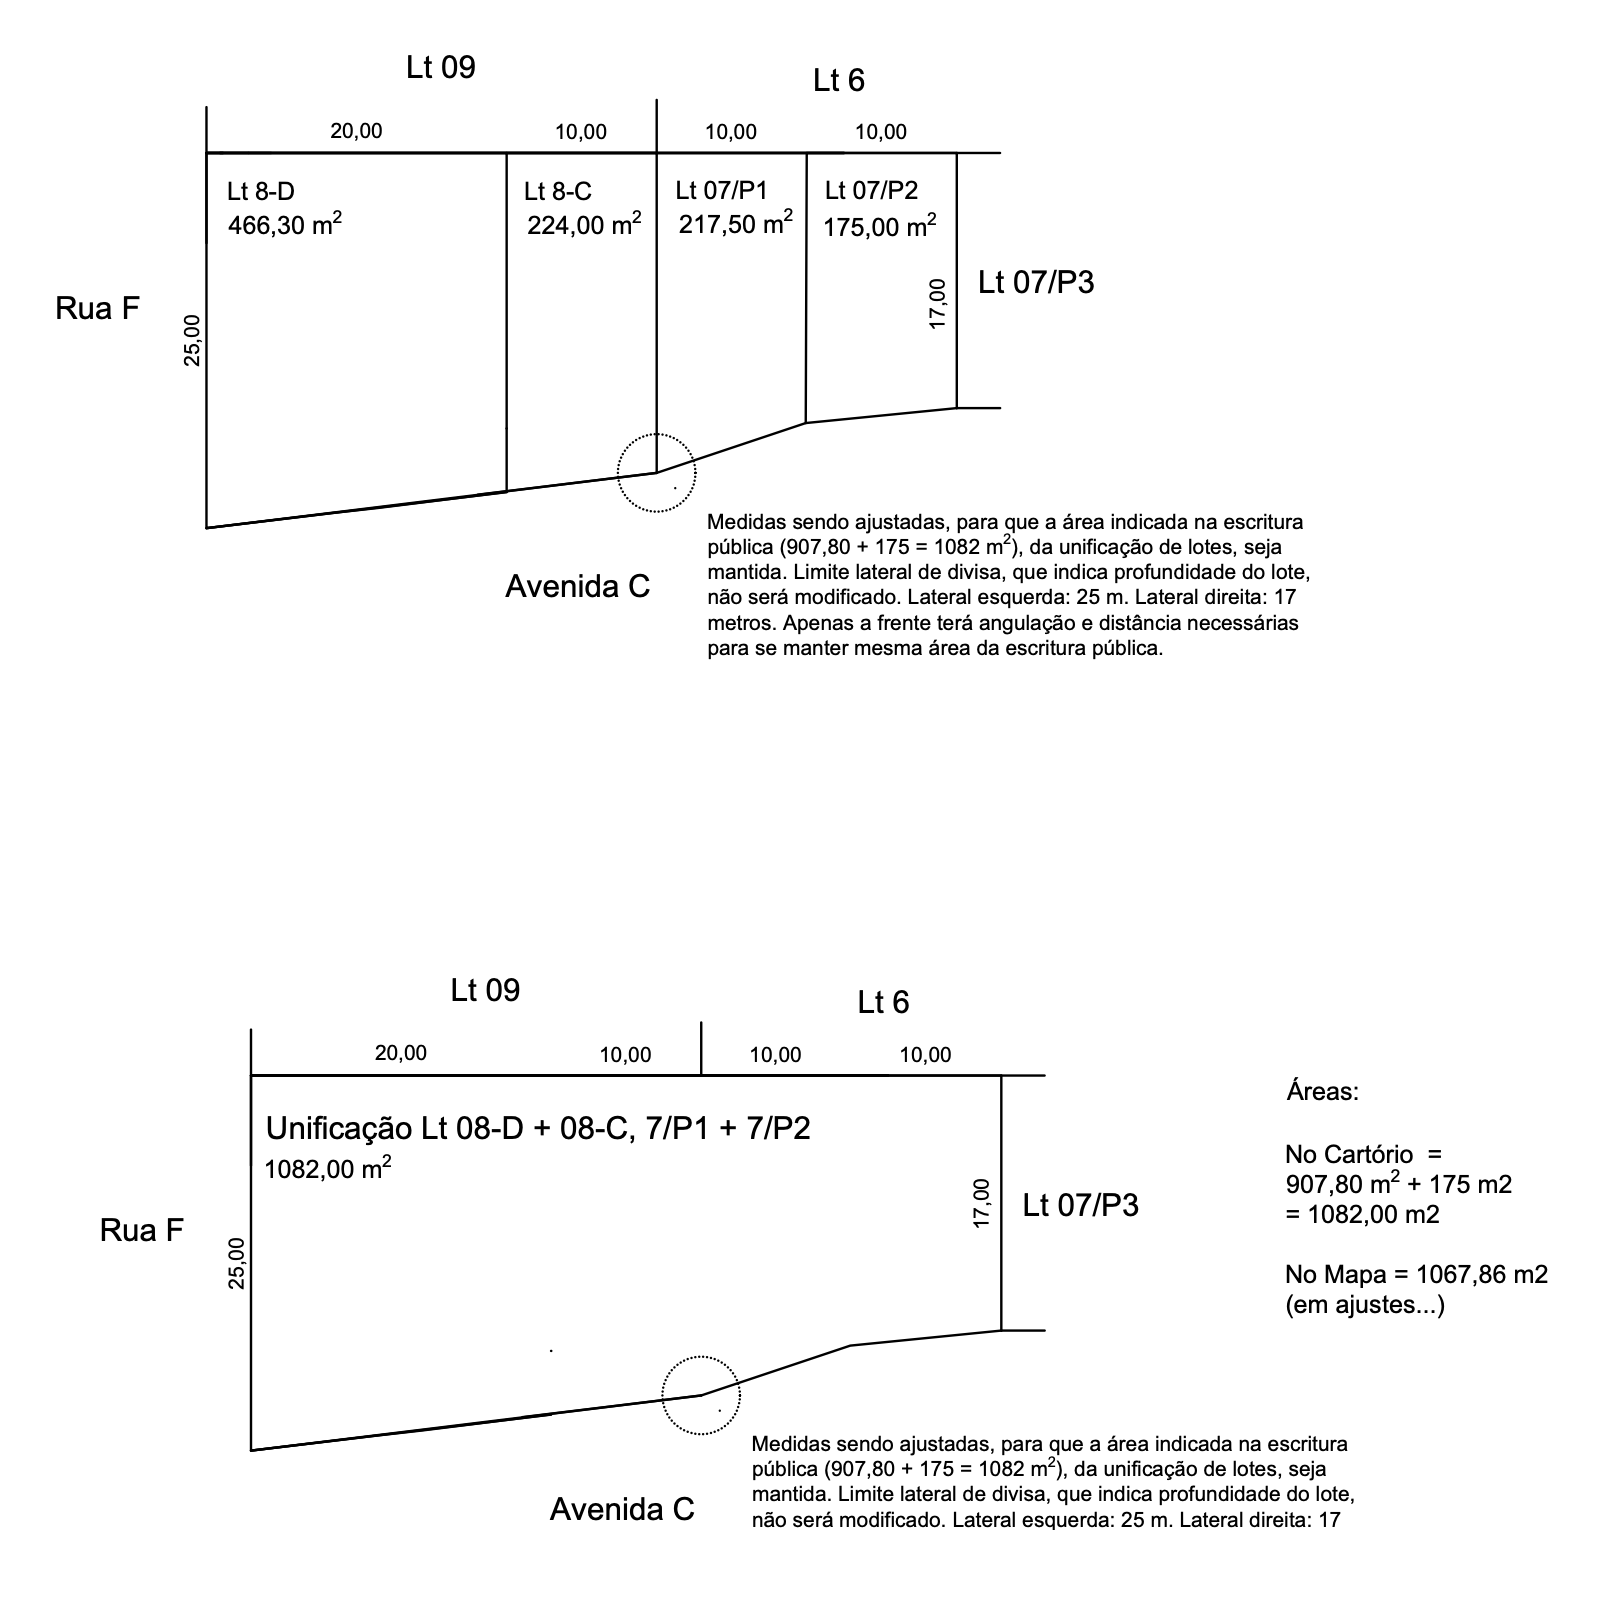 Lt 09
Lt 6
20,00
10,00
10,00
10,00
Lt 8-D
466,30 m²
Lt 8-C
224,00 m²
Lt 07/P1
217,50 m²
Lt 07/P2
175,00 m²
17,00
Lt 07/P3
Rua F
25,00
Avenida C
Medidas sendo ajustadas, para que a área indicada na escritura
pública (907,80 + 175 = 1082 m²), da unificação de lotes, seja
mantida. Limite lateral de divisa, que indica profundidade do lote,
não será modificado. Lateral esquerda: 25 m. Lateral direita: 17
metros. Apenas a frente terá angulação e distância necessárias
para se manter mesma área da escritura pública.
Lt 09
Lt 6
20,00
10,00
10,00
10,00
Unificação Lt 08-D + 08-C, 7/P1 + 7/P2
1082,00 m²
17,00
Lt 07/P3
Rua F
25,00
Avenida C
Áreas:
No Cartório =
907,80 m² + 175 m2
= 1082,00 m2
No Mapa = 1067,86 m2
(em ajustes...)
Medidas sendo ajustadas, para que a área indicada na escritura
pública (907,80 + 175 = 1082 m²), da unificação de lotes, seja
mantida. Limite lateral de divisa, que indica profundidade do lote,
não será modificado. Lateral esquerda: 25 m. Lateral direita: 17